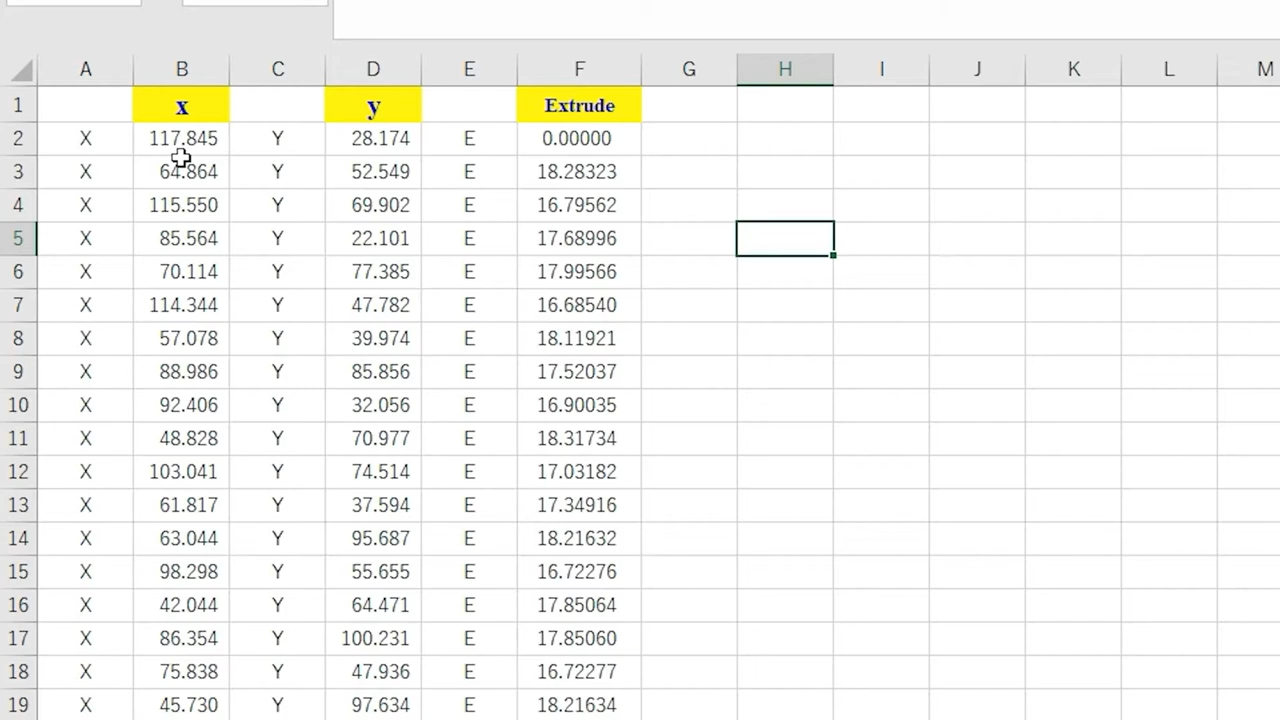 A B C D E F G H I J K L M
1 x y Extrude
2 X 117.845 Y 28.174 E 0.00000
3 X 64.864 Y 52.549 E 18.28323
4 X 115.550 Y 69.902 E 16.79562
5 X 85.564 Y 22.101 E 17.68996
6 X 70.114 Y 77.385 E 17.99566
7 X 114.344 Y 47.782 E 16.68540
8 X 57.078 Y 39.974 E 18.11921
9 X 88.986 Y 85.856 E 17.52037
10 X 92.406 Y 32.056 E 16.90035
11 X 48.828 Y 70.977 E 18.31734
12 X 103.041 Y 74.514 E 17.03182
13 X 61.817 Y 37.594 E 17.34916
14 X 63.044 Y 95.687 E 18.21632
15 X 98.298 Y 55.655 E 16.72276
16 X 42.044 Y 64.471 E 17.85064
17 X 86.354 Y 100.231 E 17.85060
18 X 75.838 Y 47.936 E 16.72277
19 X 45.730 Y 97.634 E 18.21634